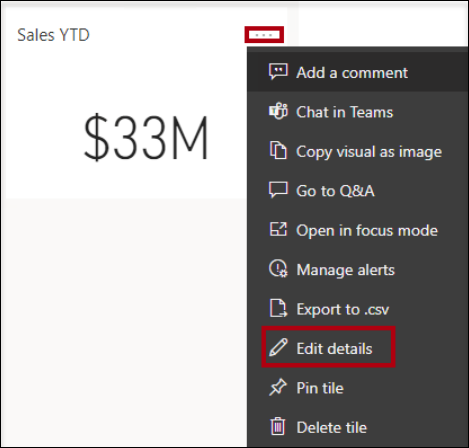 Sales YTD
...
$33M
Add a comment
Chat in Teams
Copy visual as image
Go to Q&A
Open in focus mode
Manage alerts
Export to .csv
Edit details
Pin tile
Delete tile